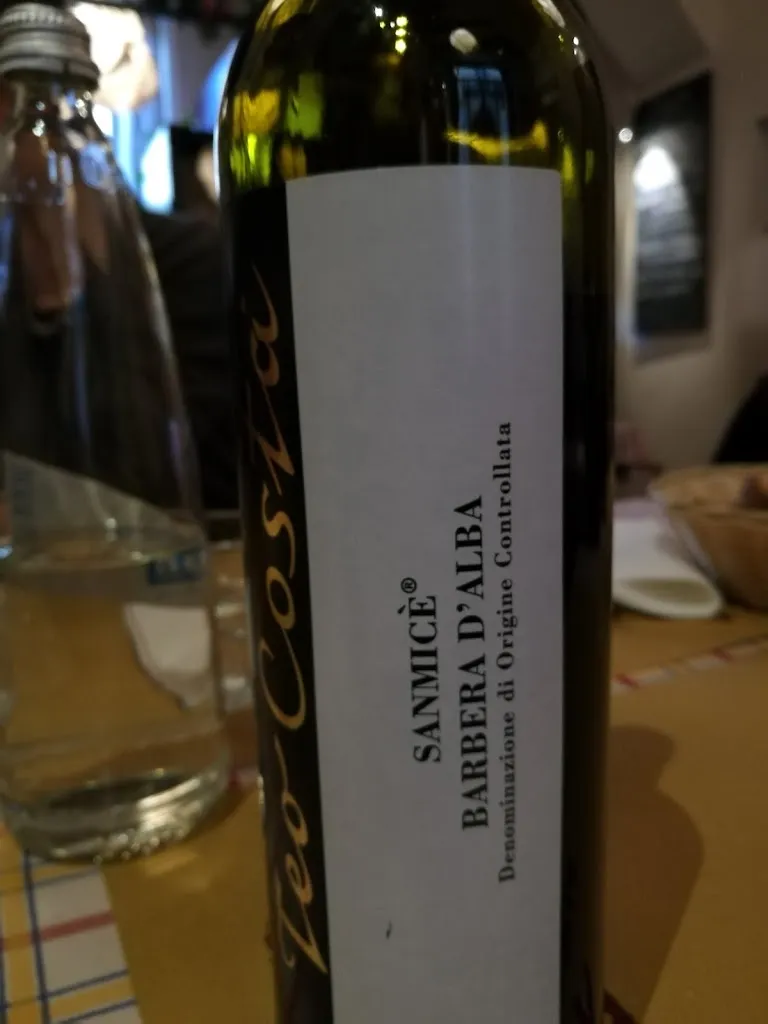 Teo Costa
SANMICÈ®
BARBERA D'ALBA
Denominazione di Origine Controllata